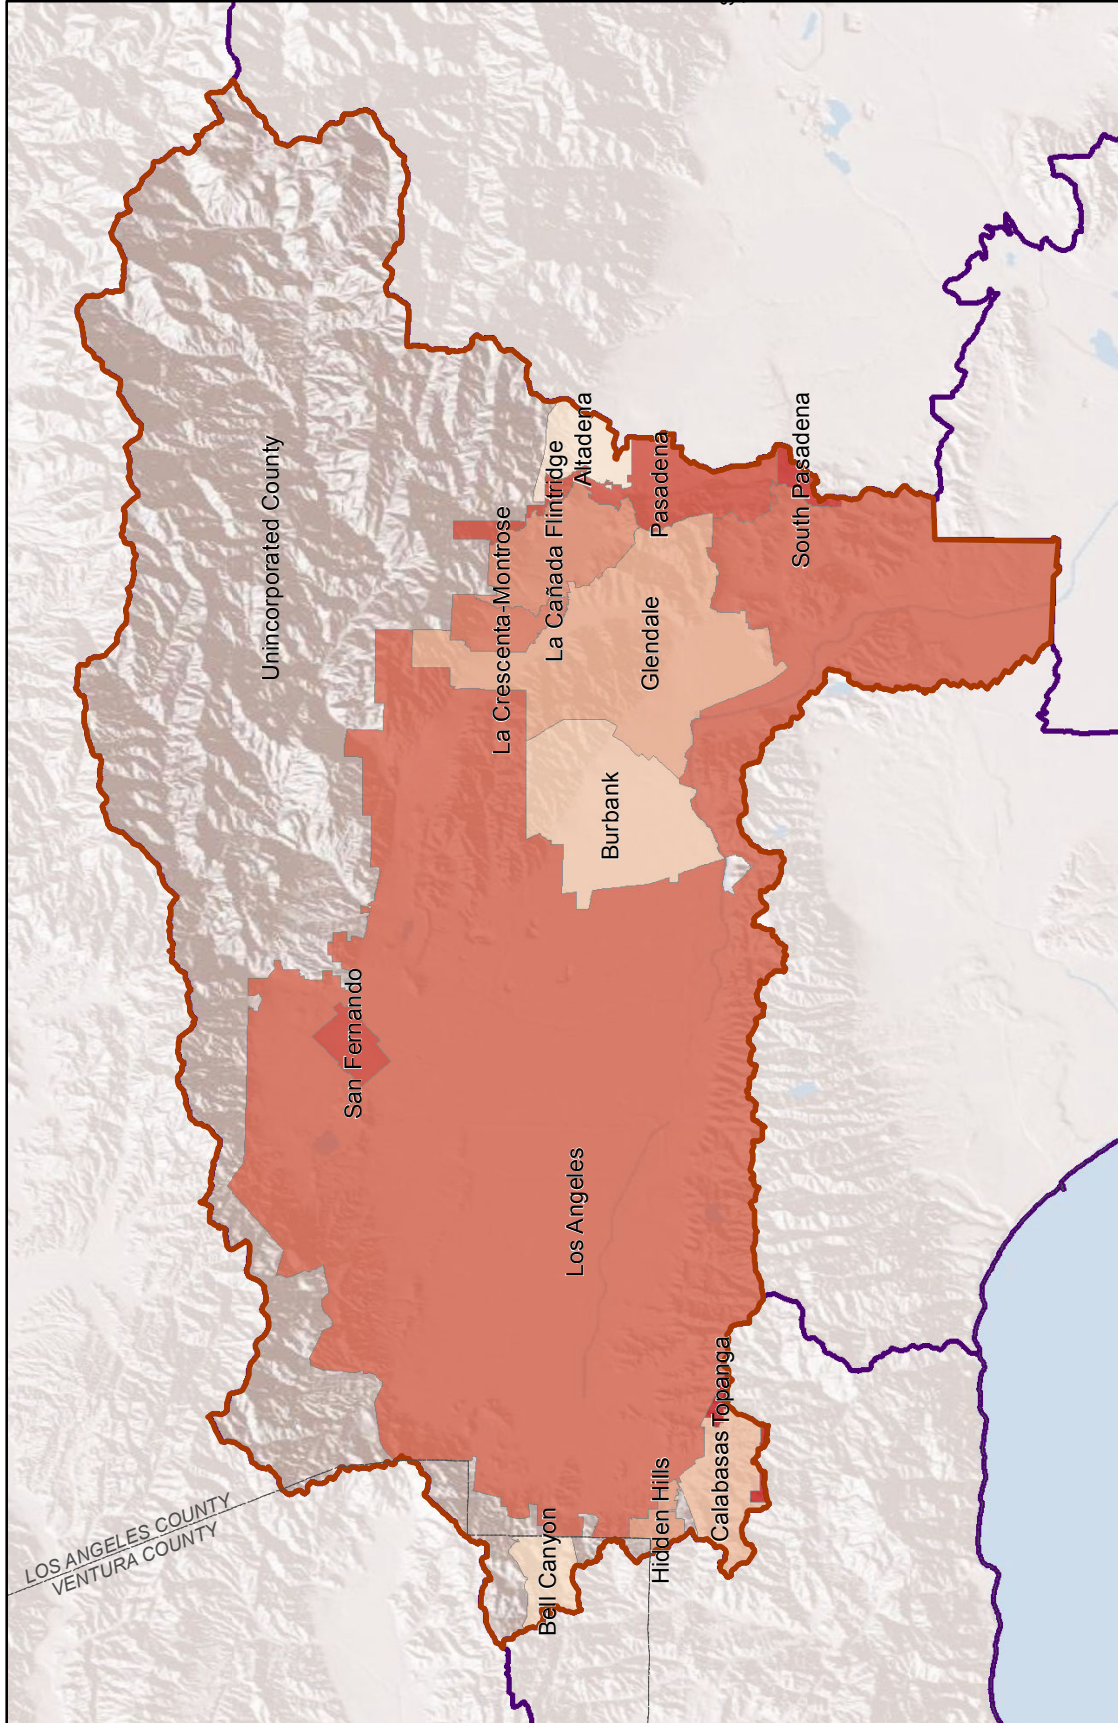 LOS ANGELES COUNTY
VENTURA COUNTY
Unincorporated County
San Fernando
La Crescenta-Montrose
La Cañada Flintridge
Altadena
Bell Canyon
Los Angeles
Burbank
Glendale
Pasadena
Hidden Hills
Calabasas
Topanga
South Pasadena